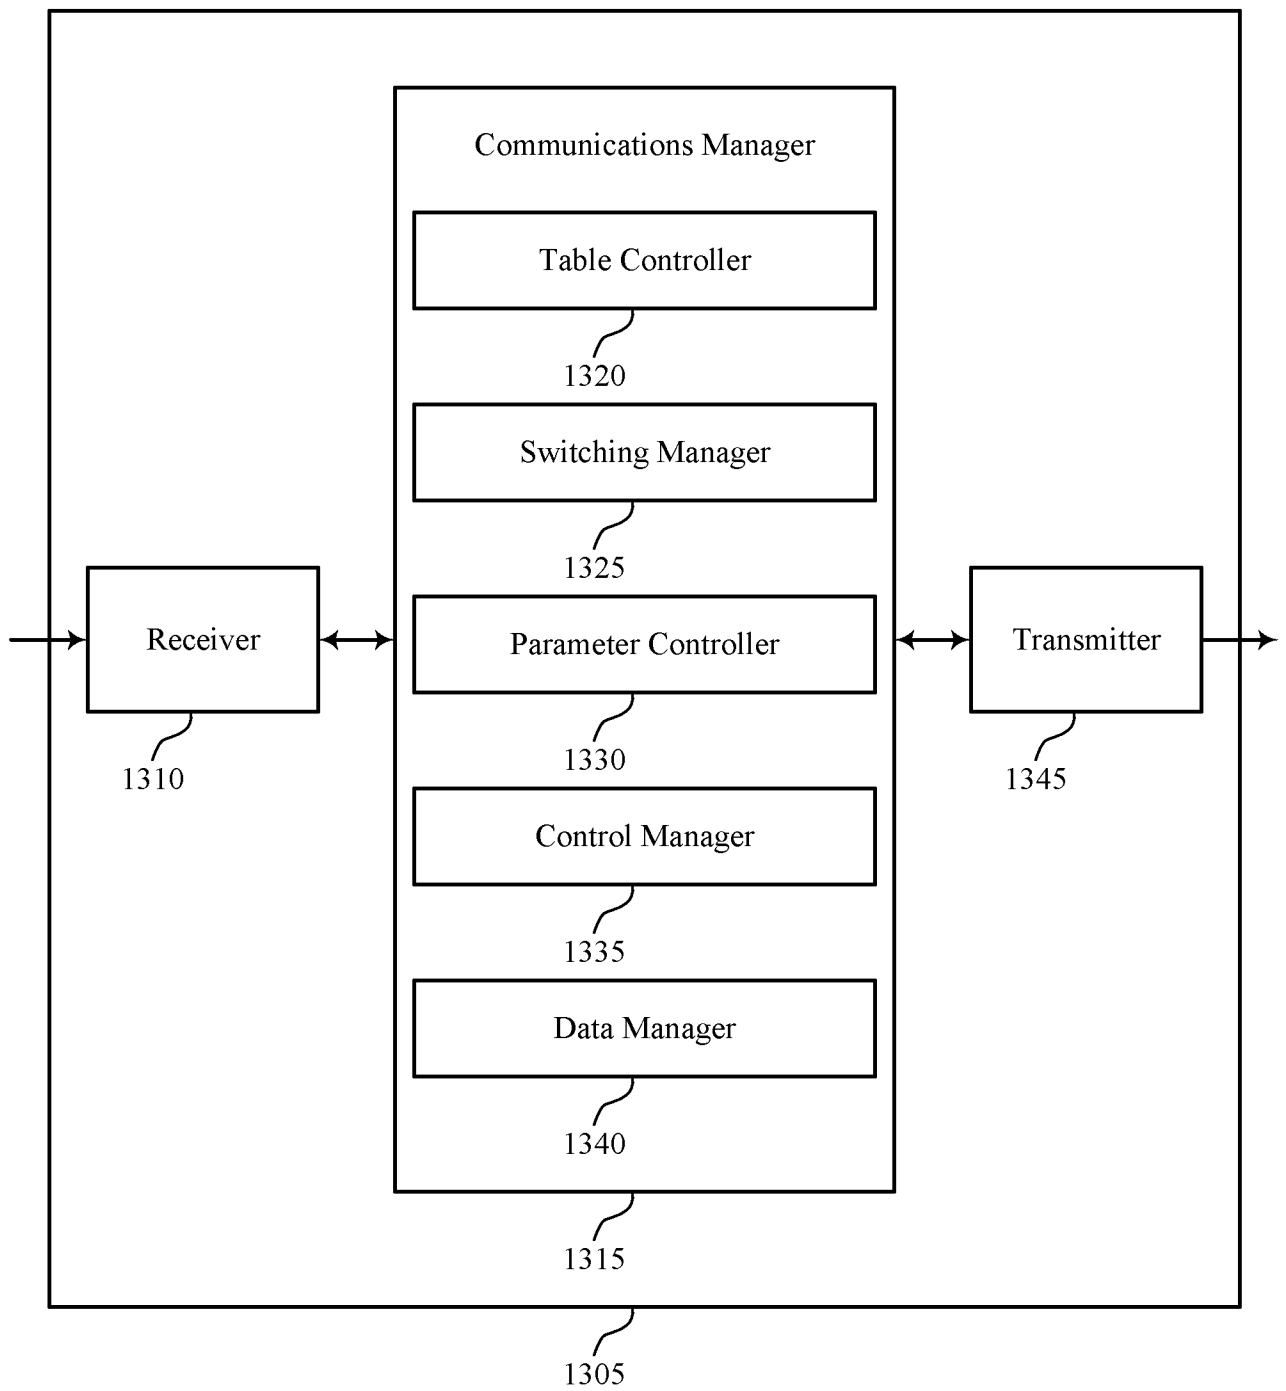 Communications Manager
Table Controller
1320
Switching Manager
1325
Receiver
1310
Parameter Controller
1330
Transmitter
1345
Control Manager
1335
Data Manager
1340
1315
1305